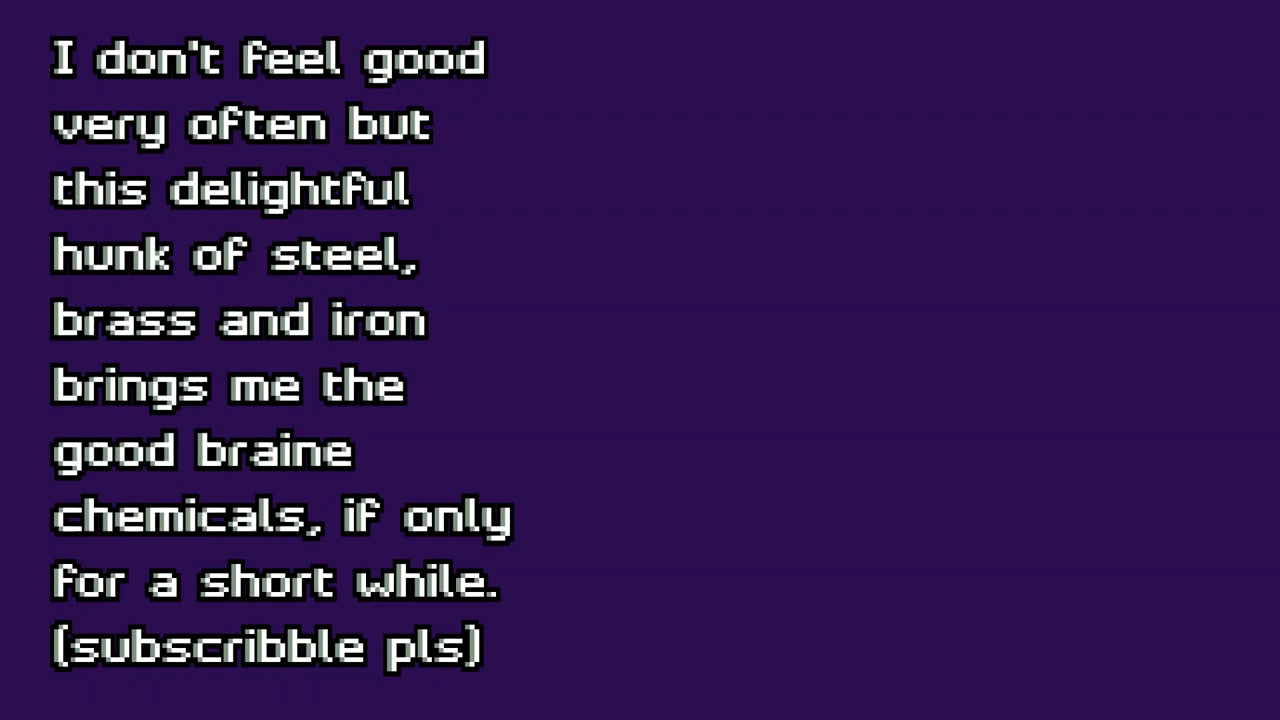 I don't feel good
very often but
this delightful
hunk of steel,
brass and iron
brings me the
good braine
chemicals, if only
for a short while.
(subscribble pls)